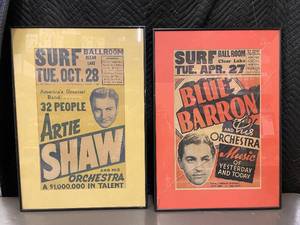 SURF BALLROOM
CLEAR LAKE
TUE. OCT. 28
America's Greatest
Band
32 PEOPLE
ARTIE
SHAW
AND HIS
ORCHESTRA
A $1,000,000 IN TALENT
SURF BALL ROOM
Clear Lake
TUE. APR. 27
BLUE
BARRON
AND His
ORCHESTRA
Music OF
YESTERDAY
AND TODAY